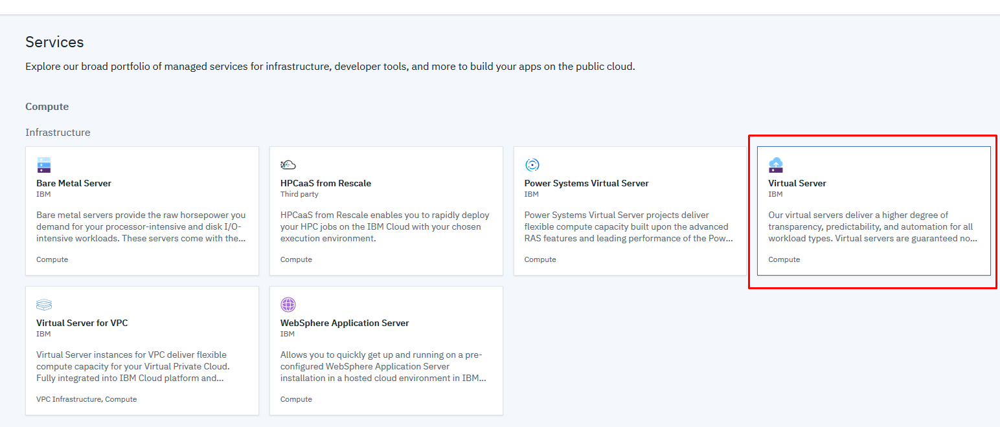 Services
Explore our broad portfolio of managed services for infrastructure, developer tools, and more to build your apps on the public cloud.
Compute
Infrastructure
Bare Metal Server
IBM
Bare metal servers provide the raw horsepower you
demand for your processor-intensive and disk I/O-
intensive workloads. These servers come with the...
Compute
HPCaaS from Rescale
Third party
HPCaaS from Rescale enables you to rapidly deploy
your HPC jobs on the IBM Cloud with your chosen
execution environment.
Compute
Power Systems Virtual Server
IBM
Power Systems Virtual Server projects deliver
flexible compute capacity built upon the advanced
RAS features and leading performance of the Pow...
Compute
Virtual Server
IBM
Our virtual servers deliver a higher degree of
transparency, predictability, and automation for all
workload types. Virtual servers are guaranteed no...
Compute
Virtual Server for VPC
IBM
Virtual Server instances for VPC deliver flexible
compute capacity for your Virtual Private Cloud.
Fully integrated into IBM Cloud platform and...
VPC Infrastructure, Compute
WebSphere Application Server
IBM
Allows you to quickly get up and running on a pre-
configured WebSphere Application Server
installation in a hosted cloud environment in IBM...
Compute